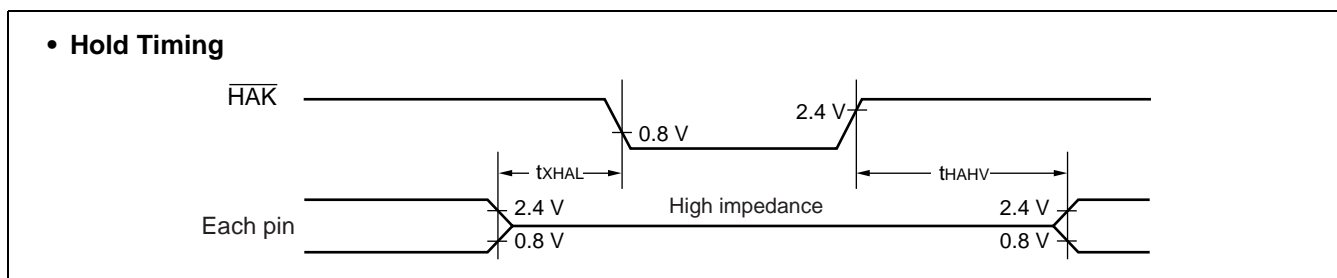 • Hold Timing
HAK
0.8 V
2.4 V
tXHAL
tHAHV
Each pin
2.4 V
0.8 V
High impedance
2.4 V
0.8 V